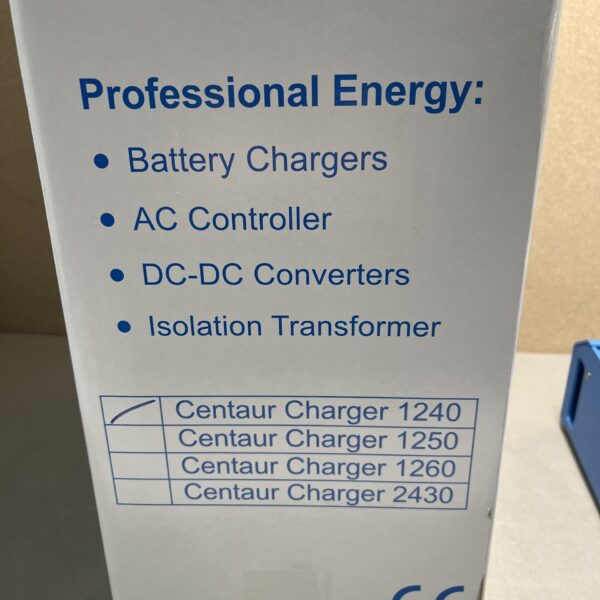 Professional Energy:
• Battery Chargers
• AC Controller
• DC-DC Converters
• Isolation Transformer
Centaur Charger 1240
Centaur Charger 1250
Centaur Charger 1260
Centaur Charger 2430
CE